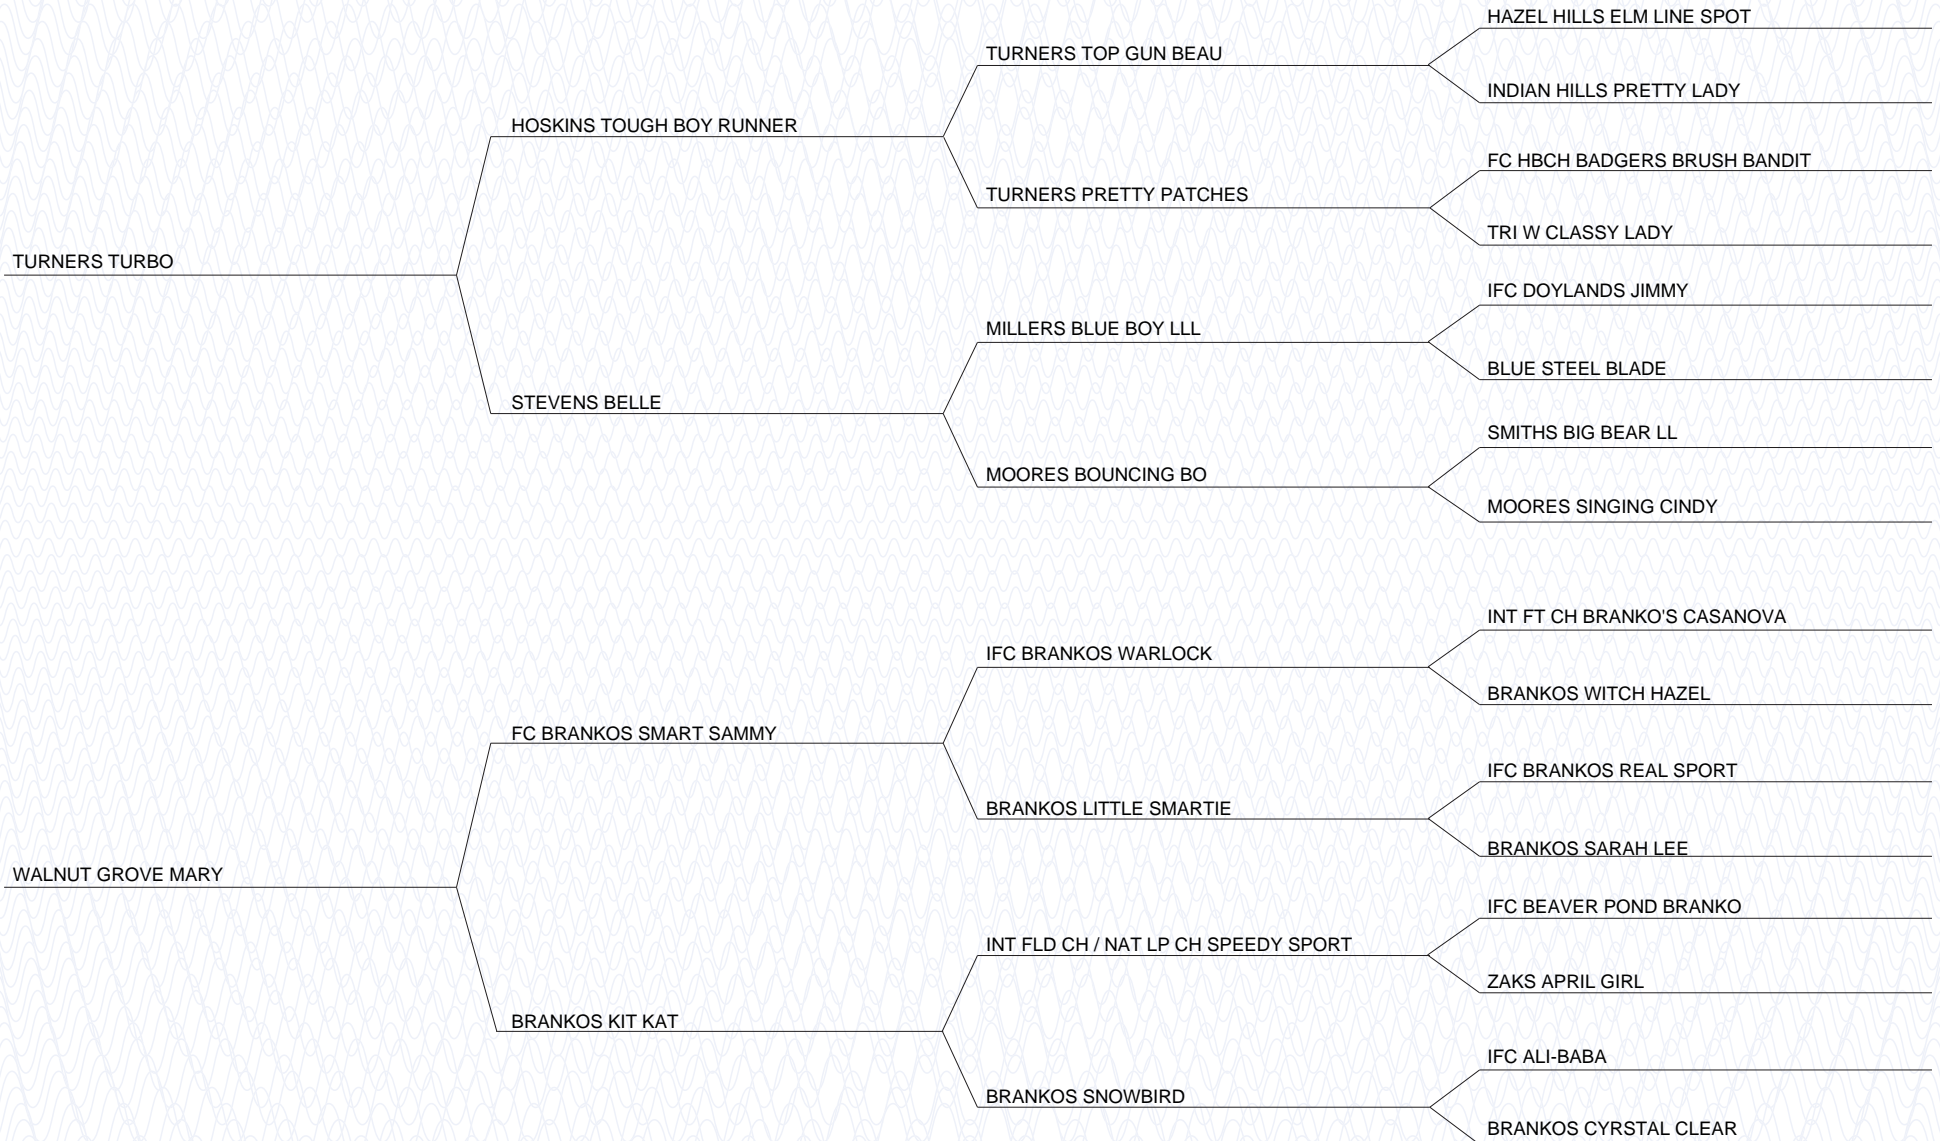 HAZEL HILLS ELM LINE SPOT
TURNERS TOP GUN BEAU
INDIAN HILLS PRETTY LADY
HOSKINS TOUGH BOY RUNNER
FC HBCH BADGERS BRUSH BANDIT
TURNERS PRETTY PATCHES
TRI W CLASSY LADY
TURNERS TURBO
IFC DOYLANDS JIMMY
MILLERS BLUE BOY LLL
BLUE STEEL BLADE
STEVENS BELLE
SMITHS BIG BEAR LL
MOORES BOUNCING BO
MOORES SINGING CINDY
INT FT CH BRANKO'S CASANOVA
IFC BRANKOS WARLOCK
BRANKOS WITCH HAZEL
FC BRANKOS SMART SAMMY
IFC BRANKOS REAL SPORT
BRANKOS LITTLE SMARTIE
BRANKOS SARAH LEE
WALNUT GROVE MARY
IFC BEAVER POND BRANKO
INT FLD CH / NAT LP CH SPEEDY SPORT
ZAKS APRIL GIRL
BRANKOS KIT KAT
IFC ALI-BABA
BRANKOS SNOWBIRD
BRANKOS CYRSTAL CLEAR